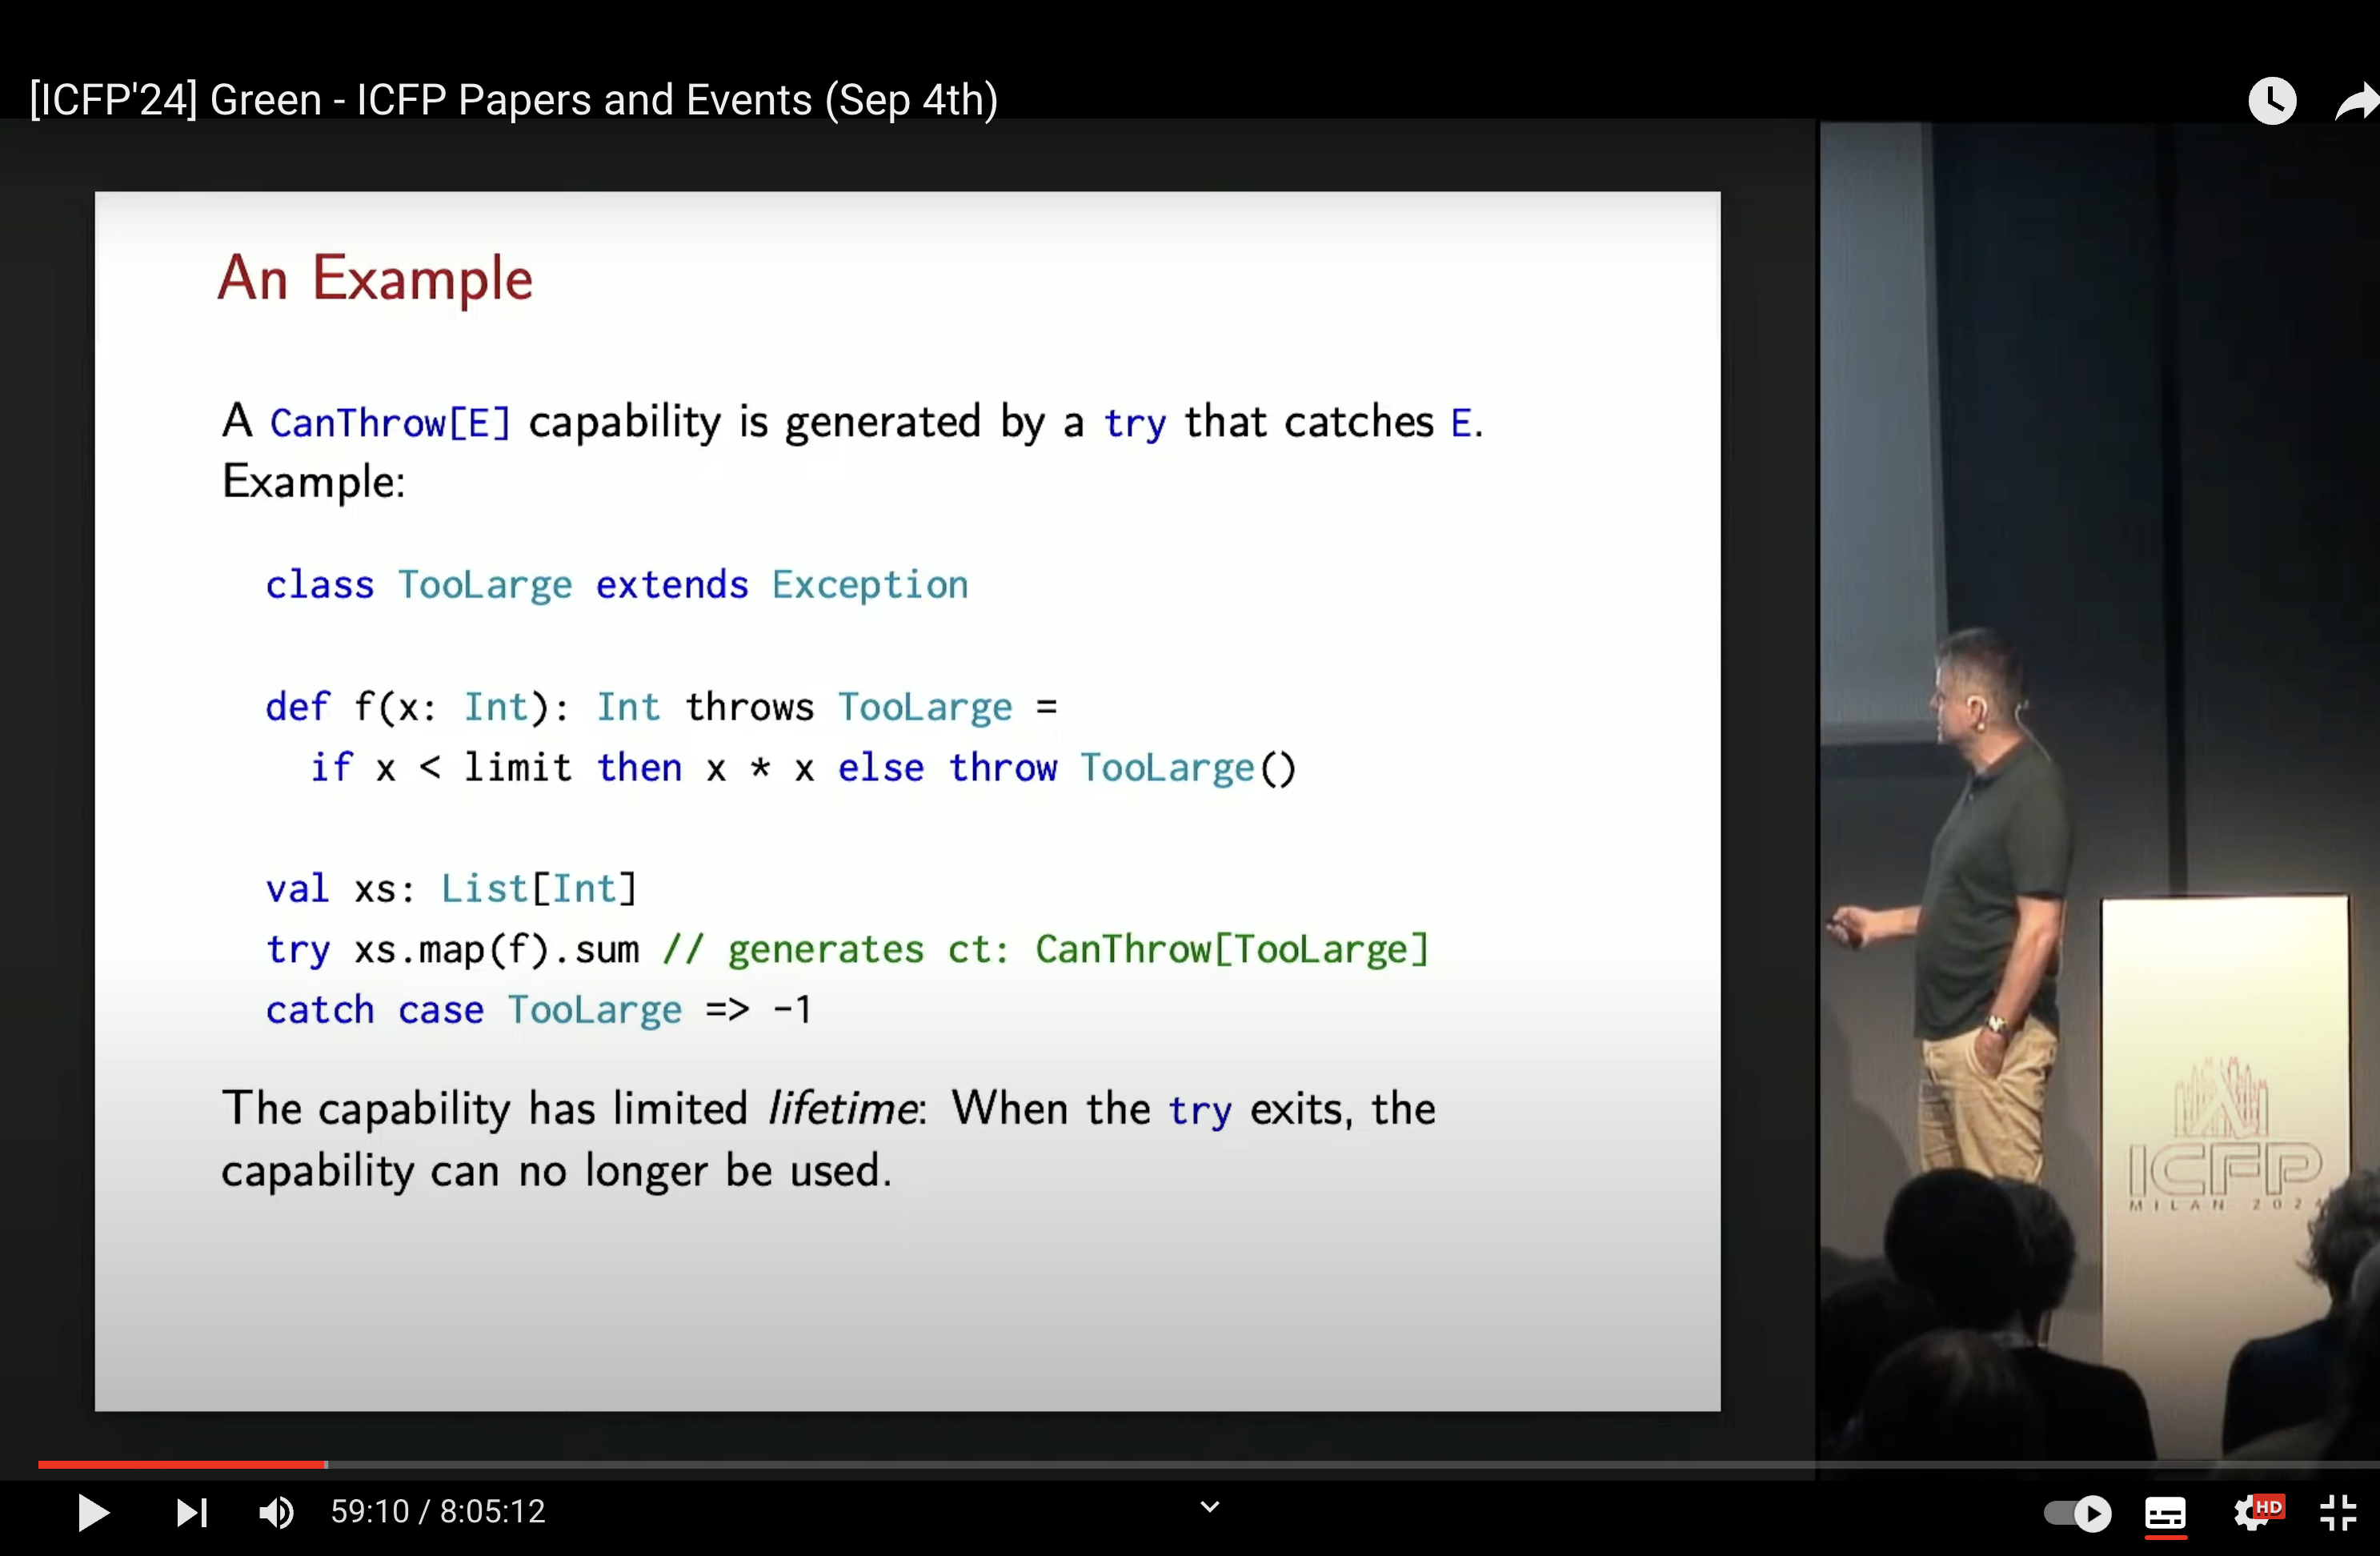 [ICFP'24] Green - ICFP Papers and Events (Sep 4th)
An Example
A CanThrow[E] capability is generated by a try that catches E.
Example:
class TooLarge extends Exception
def f(x: Int): Int throws TooLarge =
if x < limit then x * x else throw TooLarge()
val xs: List[Int]
try xs.map(f).sum // generates ct: CanThrow[TooLarge]
catch case TooLarge => -1
The capability has limited lifetime: When the try exits, the
capability can no longer be used.
ICFP
MILAN 2024
59:10 / 8:05:12
HD